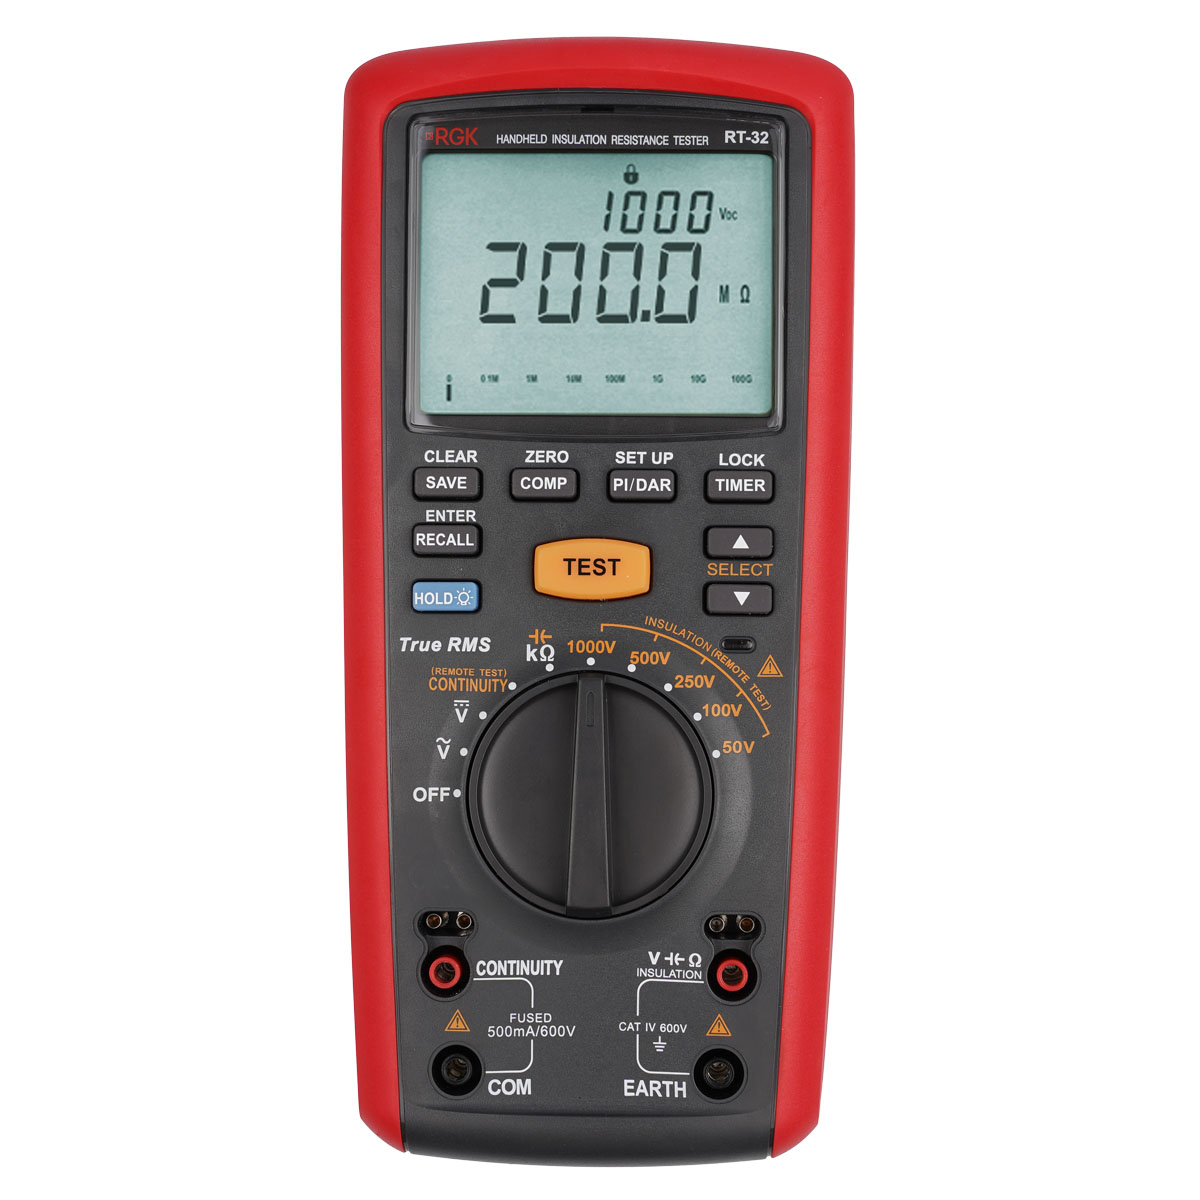 RGK HANDHELD INSULATION RESISTANCE TESTER RT-32
1000 VDC
200.0 M Ω
0 0.1M 1M 10M 100M 1G 10G 100G
CLEAR ZERO SET UP LOCK
SAVE COMP PI/DAR TIMER
ENTER
RECALL ▲
TEST
SELECT
HOLD ▼
True RMS
INSULATION (REMOTE TEST)
kΩ 1000V 500V 250V 100V 50V
(REMOTE TEST)
CONTINUITY
V
V
OFF
CONTINUITY
V Ω
INSULATION
FUSED
500mA/600V
CAT IV 600V
COM
EARTH